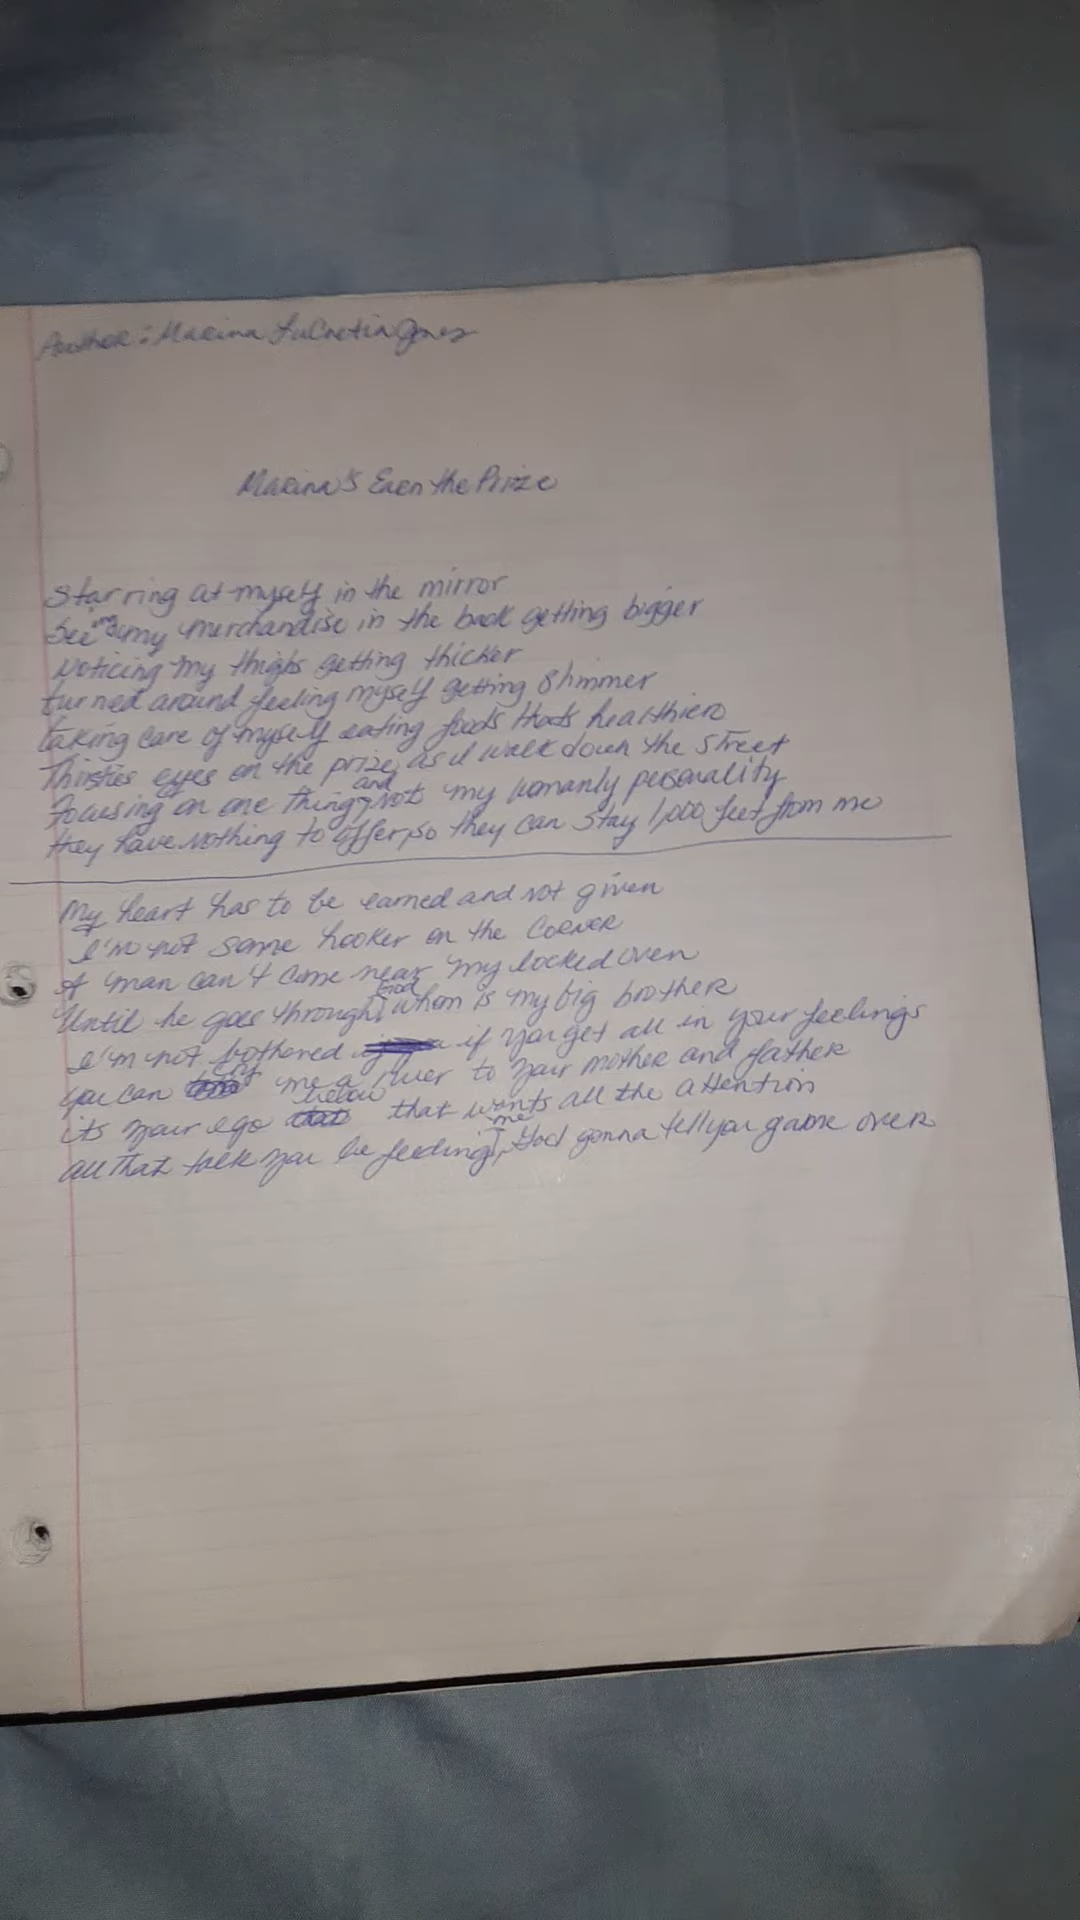 Author: Marina LuCretia Jones
Marina's Even the Prize
Starring at myself in the mirror
Seeing my merchandise in the back getting bigger
Noticing my thighs getting thicker
turned around feeling myself getting Shimmer
taking care of myself eating foods thats healthier
Thirsties eyes on the prize, as I walk down the street
Focusing on one thing, and not my womanly personality
they have nothing to offer, so they can stay 1,000 feet from me
My heart has to be earned and not given
I'm not some hooker on the corner
A man can't come near my locked oven
Until he goes through God whom is my big brother
I'm not bothered if you get all in your feelings
you can cry me a river to your mother and father
its your ego below that wants all the attention
all that talk you be feeding me, God gonna tell you game over